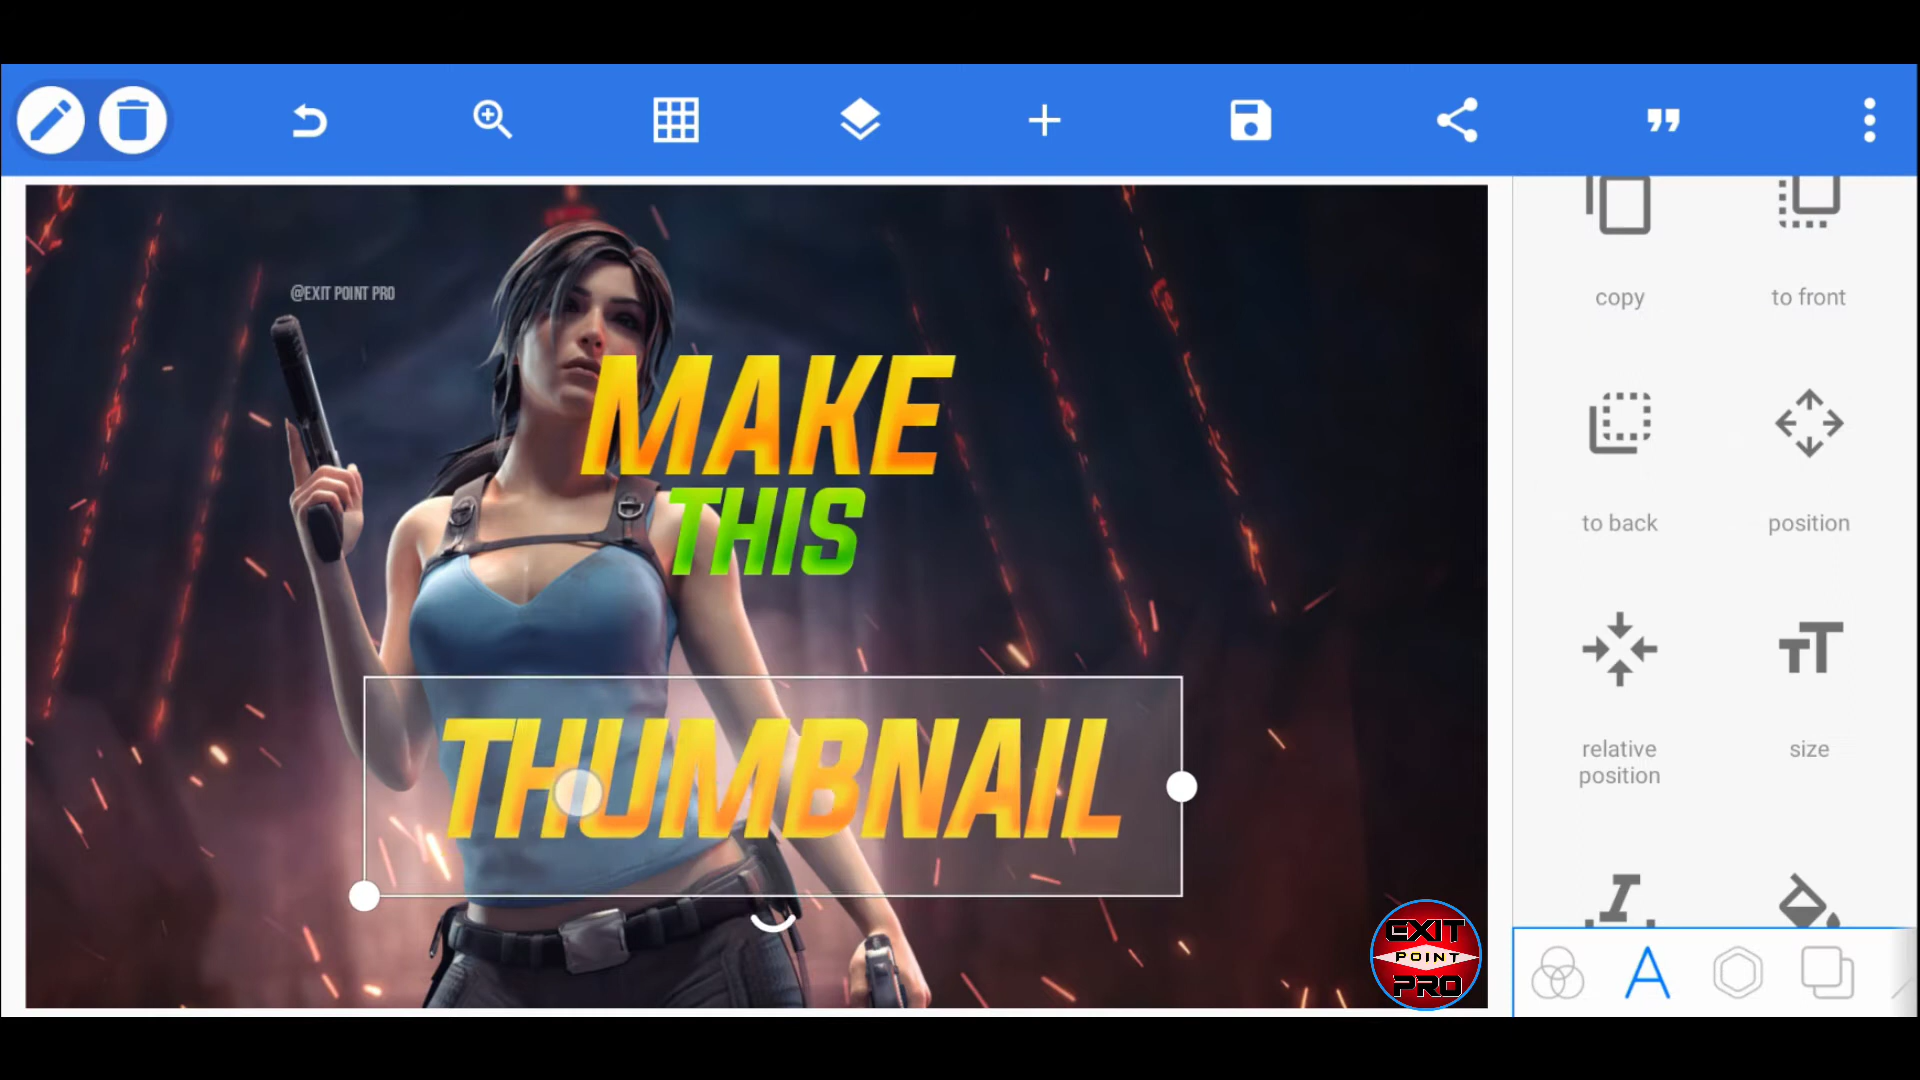 copy
to front
@EXIT POINT PRO
MAKE
THIS
to back
position
THUMBNAIL
relative
position
size
EXIT
POINT
PRO